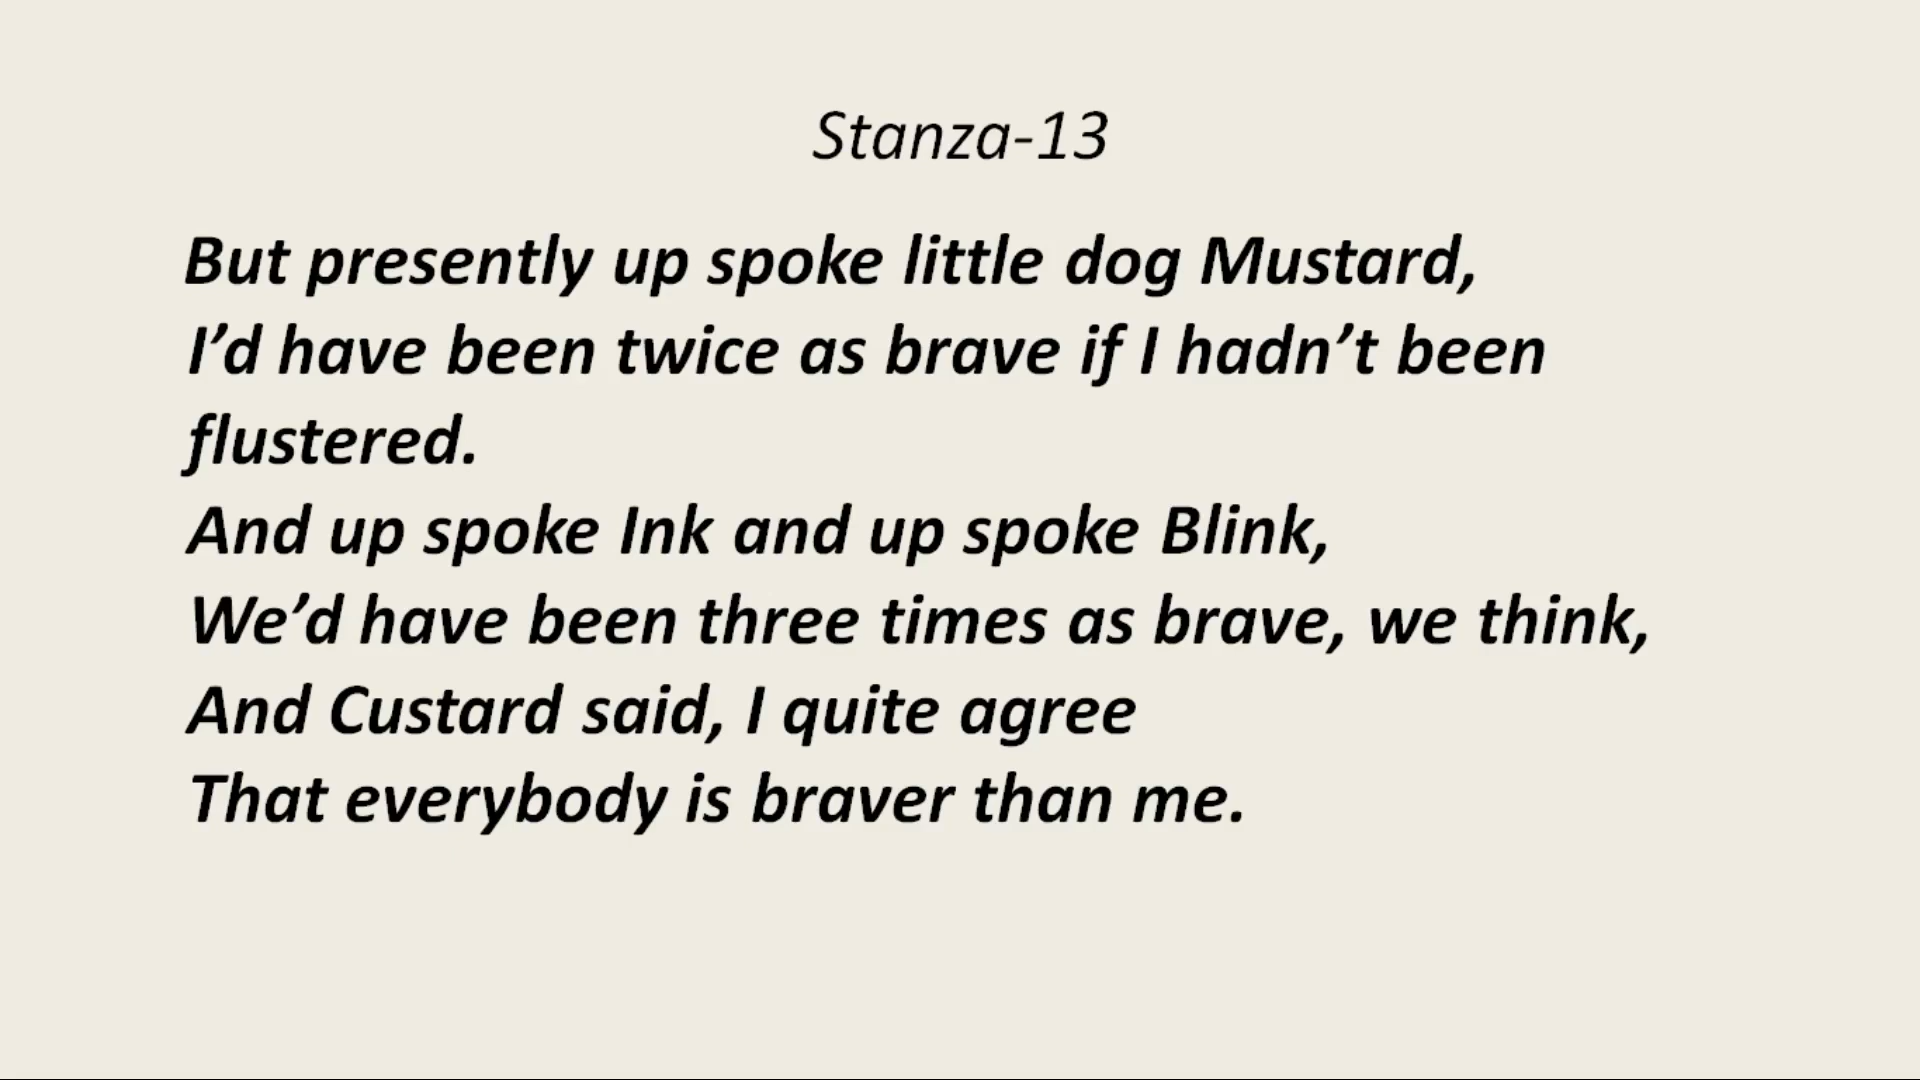 Stanza-13
But presently up spoke little dog Mustard,
I’d have been twice as brave if I hadn’t been
flustered.
And up spoke Ink and up spoke Blink,
We’d have been three times as brave, we think,
And Custard said, I quite agree
That everybody is braver than me.